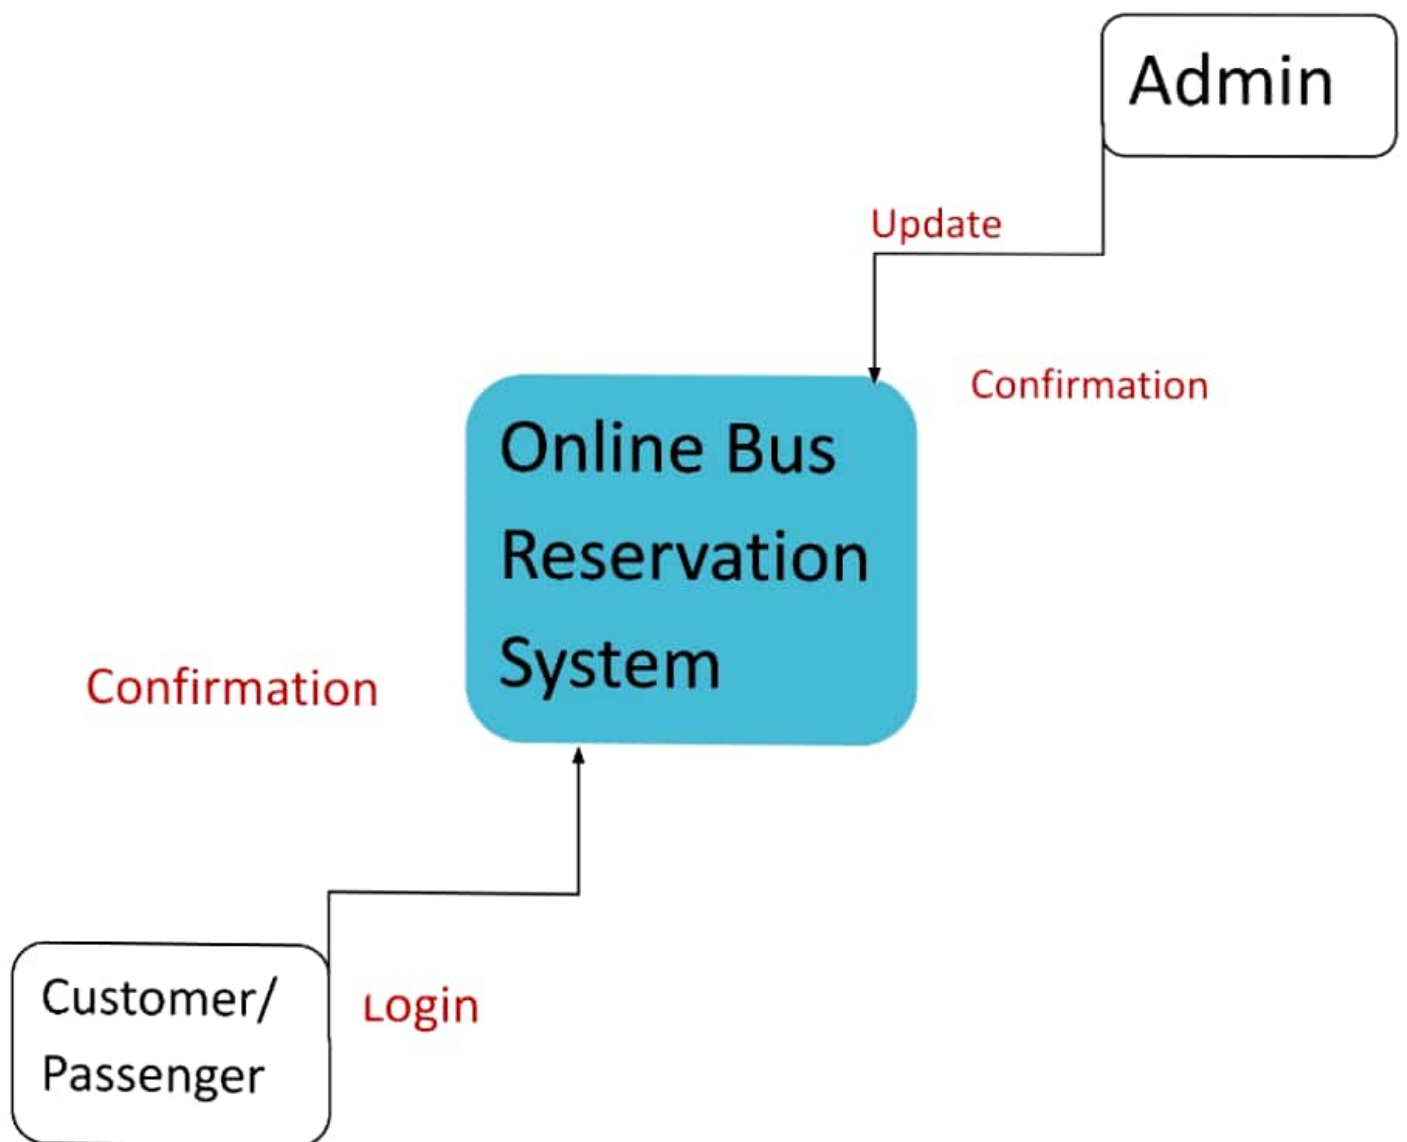 Admin
Update
Confirmation
Online Bus
Reservation
System
Confirmation
Customer/
Passenger
Login